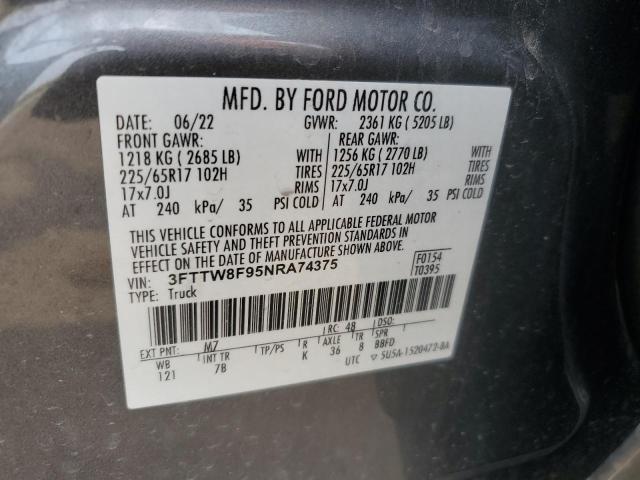 MFD. BY FORD MOTOR CO.
DATE: 06/22 GVWR: 2361 KG ( 5205 LB)
FRONT GAWR: REAR GAWR:
1218 KG ( 2685 LB) WITH 1256 KG ( 2770 LB) WITH
225/65R17 102H TIRES 225/65R17 102H TIRES
17x7.0J RIMS 17x7.0J RIMS
AT 240 kPa/ 35 PSI COLD AT 240 kPa/ 35 PSI COLD
THIS VEHICLE CONFORMS TO ALL APPLICABLE FEDERAL MOTOR
VEHICLE SAFETY AND THEFT PREVENTION STANDARDS IN
EFFECT ON THE DATE OF MANUFACTURE SHOWN ABOVE.
VIN: 3FTTW8F95NRA74375 F0154
TYPE: Truck T0395
EXT PNT: M7 RC: 48 DSO:
WB INT TR TP/PS R AXLE TR SPR
121 7B K 36 8 BBFD
UTC ▽ 5U5A-1520472-BA